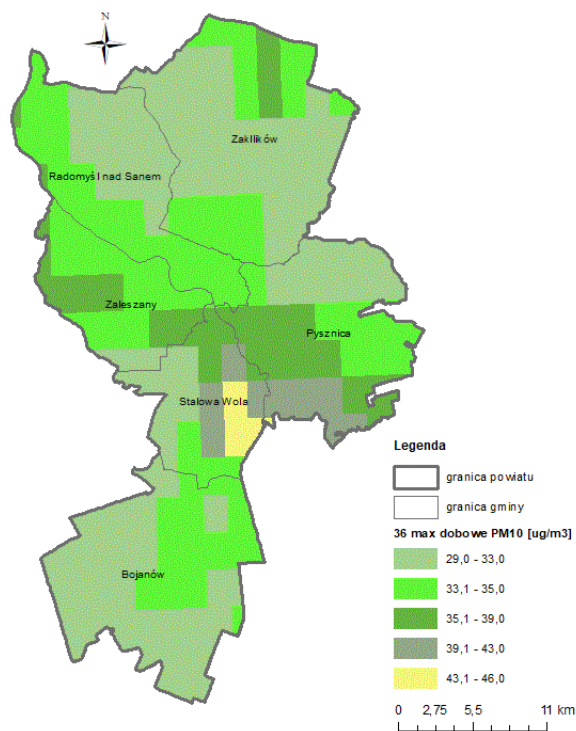 N
Zaklików
Radomyśl nad Sanem
Zaleszany
Pysznica
Stalowa Wola
Bojanów
Legenda
granica powiatu
granica gminy
36 max dobowe PM10 [ug/m3]
29,0 - 33,0
33,1 - 35,0
35,1 - 39,0
39,1 - 43,0
43,1 - 46,0
0 2,75 5,5 11 km